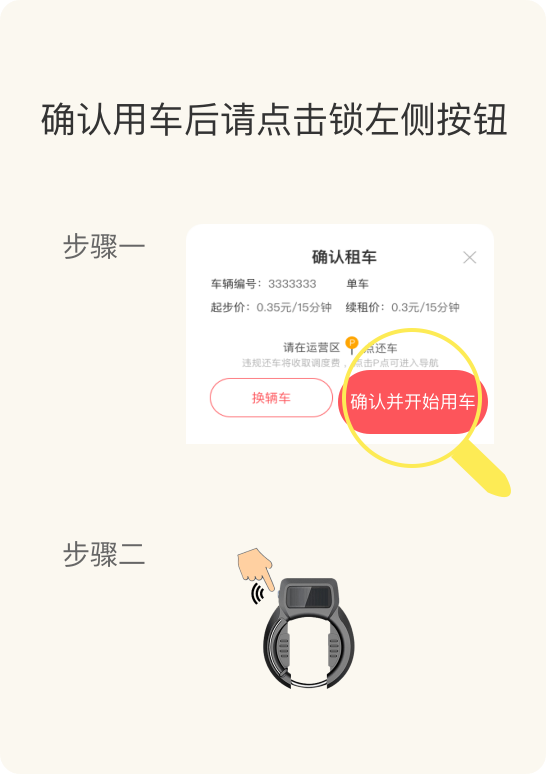 确认用车后请点击锁左侧按钮
步骤一
确认租车
车辆编号：3333333 单车
起步价：0.35元/15分钟 续租价：0.3元/15分钟
请在运营区 P 点还车
违规还车将收取调度费，点击P点可进入导航
换辆车
确认并开始用车
步骤二